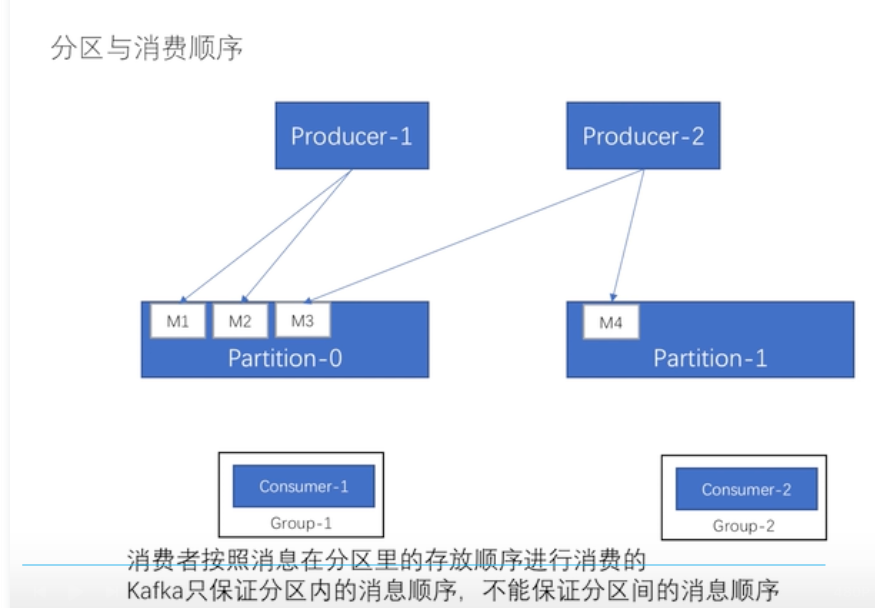 分区与消费顺序
Producer-1
Producer-2
M1
M2
M3
Partition-0
M4
Partition-1
Consumer-1
Group-1
Consumer-2
Group-2
消费者按照消息在分区里的存放顺序进行消费的
Kafka只保证分区内的消息顺序，不能保证分区间的消息顺序